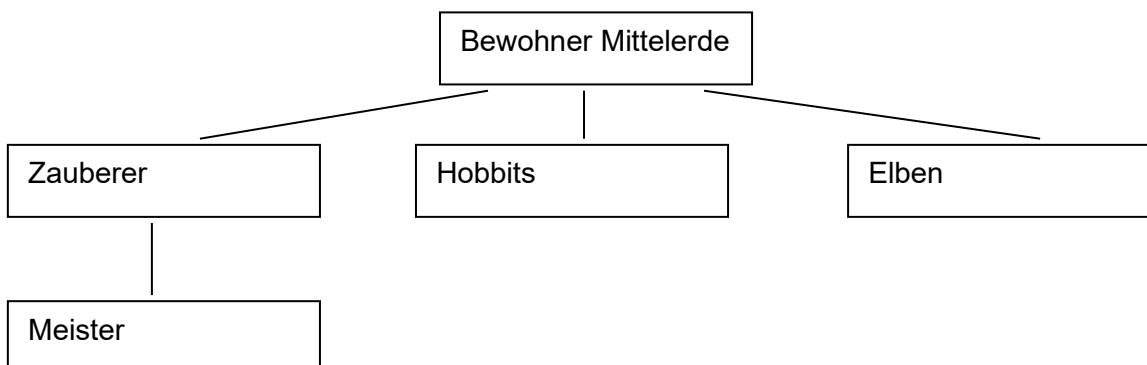 Bewohner Mittelerde
Zauberer
Hobbits
Elben
Meister